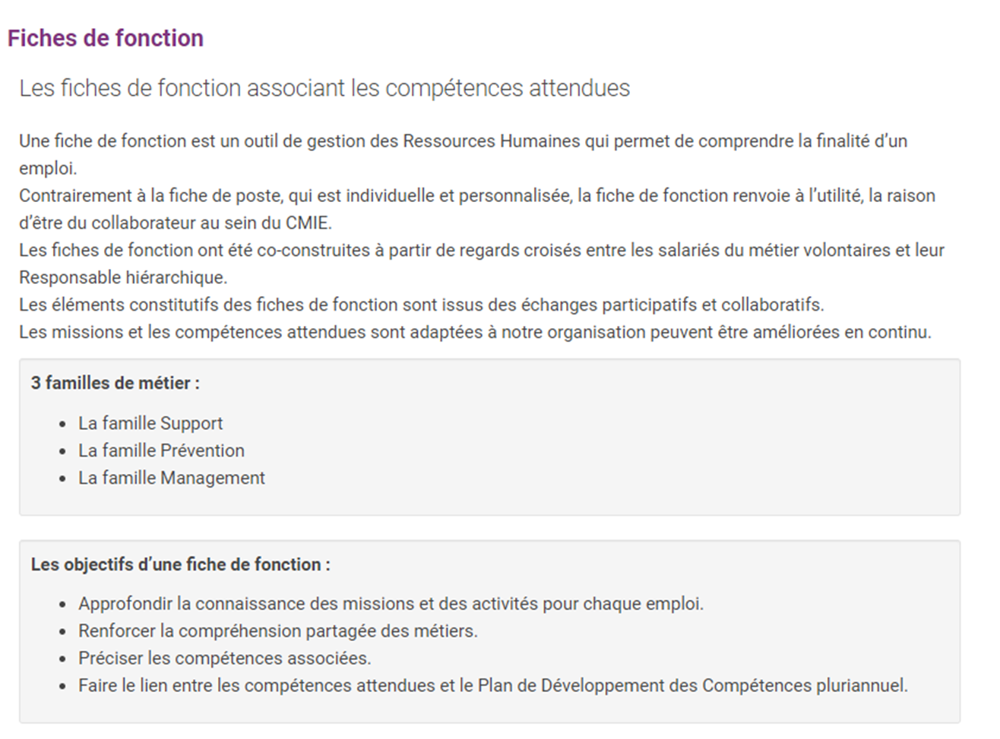 Fiches de fonction
Les fiches de fonction associant les compétences attendues
Une fiche de fonction est un outil de gestion des Ressources Humaines qui permet de comprendre la finalité d’un
emploi.
Contrairement à la fiche de poste, qui est individuelle et personnalisée, la fiche de fonction renvoie à l’utilité, la raison
d’être du collaborateur au sein du CMIE.
Les fiches de fonction ont été co-construites à partir de regards croisés entre les salariés du métier volontaires et leur
Responsable hiérarchique.
Les éléments constitutifs des fiches de fonction sont issus des échanges participatifs et collaboratifs.
Les missions et les compétences attendues sont adaptées à notre organisation peuvent être améliorées en continu.
3 familles de métier :
• La famille Support
• La famille Prévention
• La famille Management
Les objectifs d’une fiche de fonction :
• Approfondir la connaissance des missions et des activités pour chaque emploi.
• Renforcer la compréhension partagée des métiers.
• Préciser les compétences associées.
• Faire le lien entre les compétences attendues et le Plan de Développement des Compétences pluriannuel.